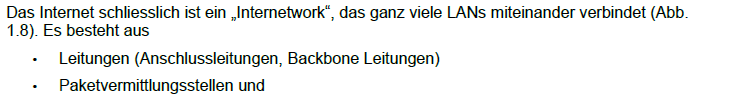 Das Internet schliesslich ist ein „Internetwork“, das ganz viele LANs miteinander verbindet (Abb.
1.8). Es besteht aus
• Leitungen (Anschlussleitungen, Backbone Leitungen)
• Paketvermittlungsstellen und